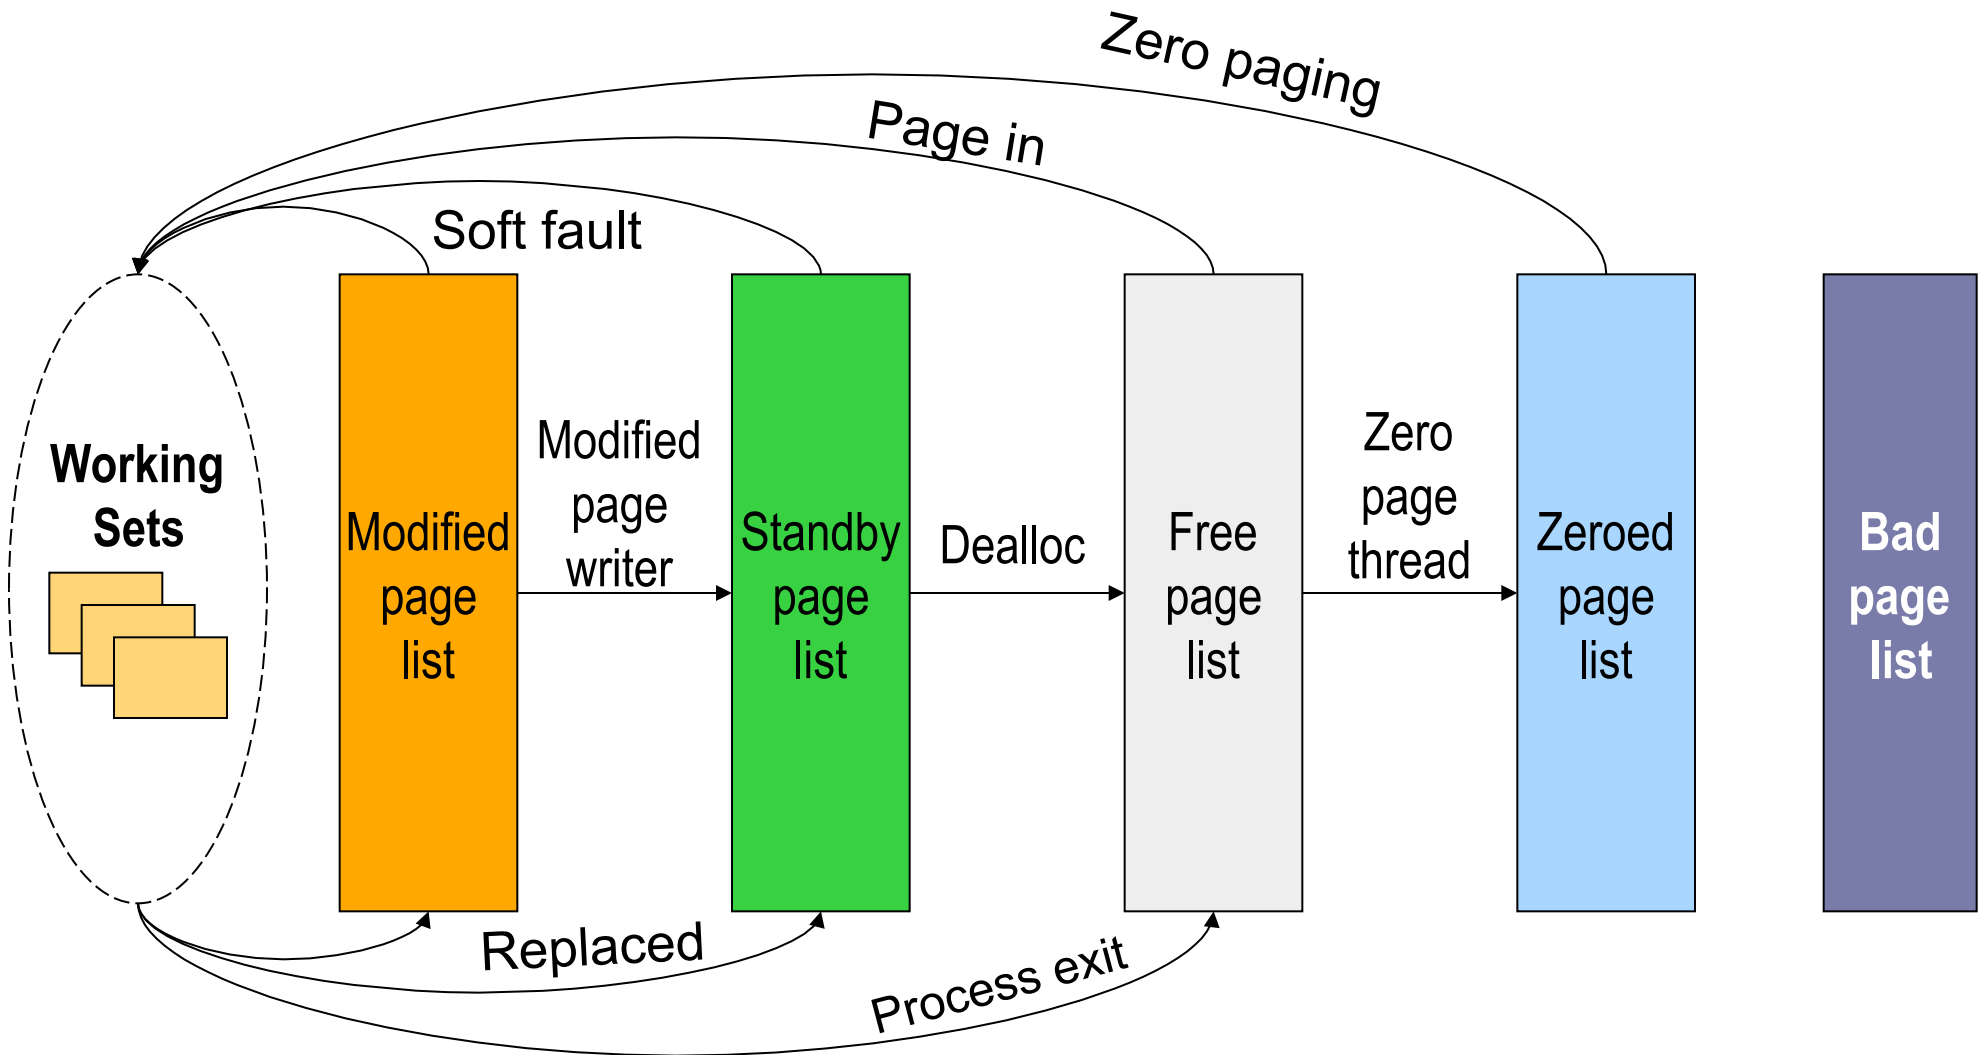 Zero paging
Page in
Soft fault
Working
Sets
Modified
page
list
Modified
page
writer
Standby
page
list
Dealloc
Free
page
list
Zero
page
thread
Zeroed
page
list
Bad
page
list
Replaced
Process exit